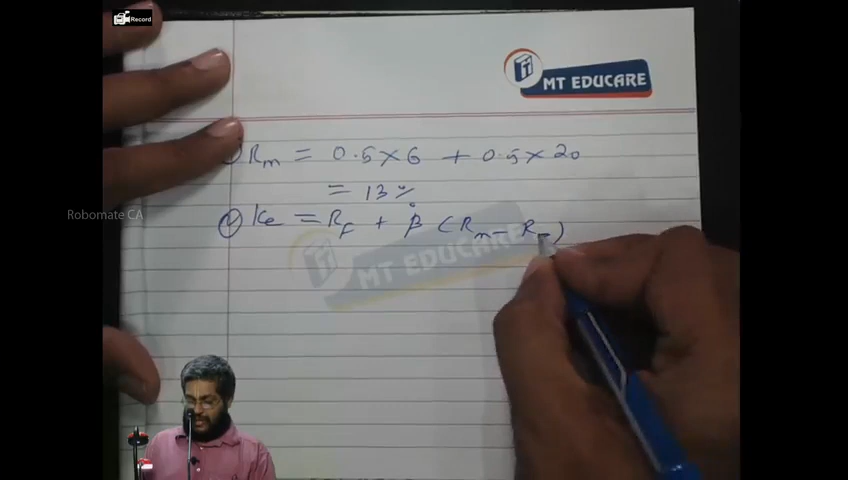 Record
MT EDUCARE
Rm = 0.5 × 6 + 0.5 × 20
= 13%
Robomate CA
Ke = Rf + β (Rm - Rf)
MT EDUCARE